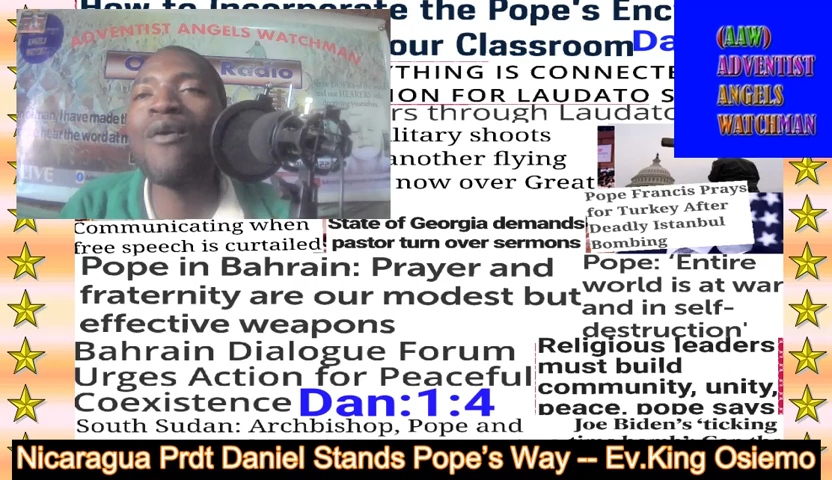 How to Incorporate the Pope's Enc
our Classroom
Da
ADVENTIST ANGELS WATCHMAN
Radio
LIVE
YTHING IS CONNECTE
ION FOR LAUDATO S
rs through Laudato
litary shoots
another flying
now over Great
(AAW)
ADVENTIST
ANGELS
WATCHMAN
Pope Francis Prays
for Turkey After
Deadly Istanbul
Bombing
Communicating when
free speech is curtailed
State of Georgia demands
pastor turn over sermons
Pope in Bahrain: Prayer and
fraternity are our modest but
effective weapons
Pope: 'Entire
world is at war
and in self-
destruction'
Bahrain Dialogue Forum
Urges Action for Peaceful
Coexistence
Dan:1:4
Religious leaders
must build
community, unity,
peace, pope says
South Sudan: Archbishop, Pope and
Joe Biden's 'ticking
Nicaragua Prdt Daniel Stands Pope's Way -- Ev.King Osiemo